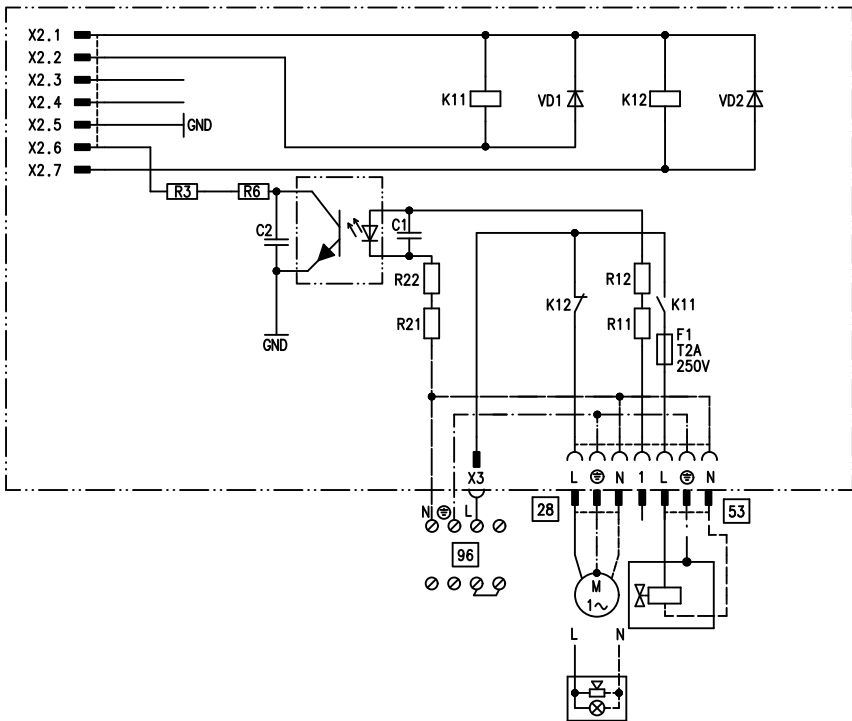 X2.1
X2.2
X2.3
X2.4
X2.5
X2.6
X2.7
GND
K11
VD1
K12
VD2
R3
R6
C2
C1
GND
R22
R21
R12
R11
K12
K11
F1
T2A
250V
X3
L
N
1
L
N
N
L
28
53
96
M
1~
L
N